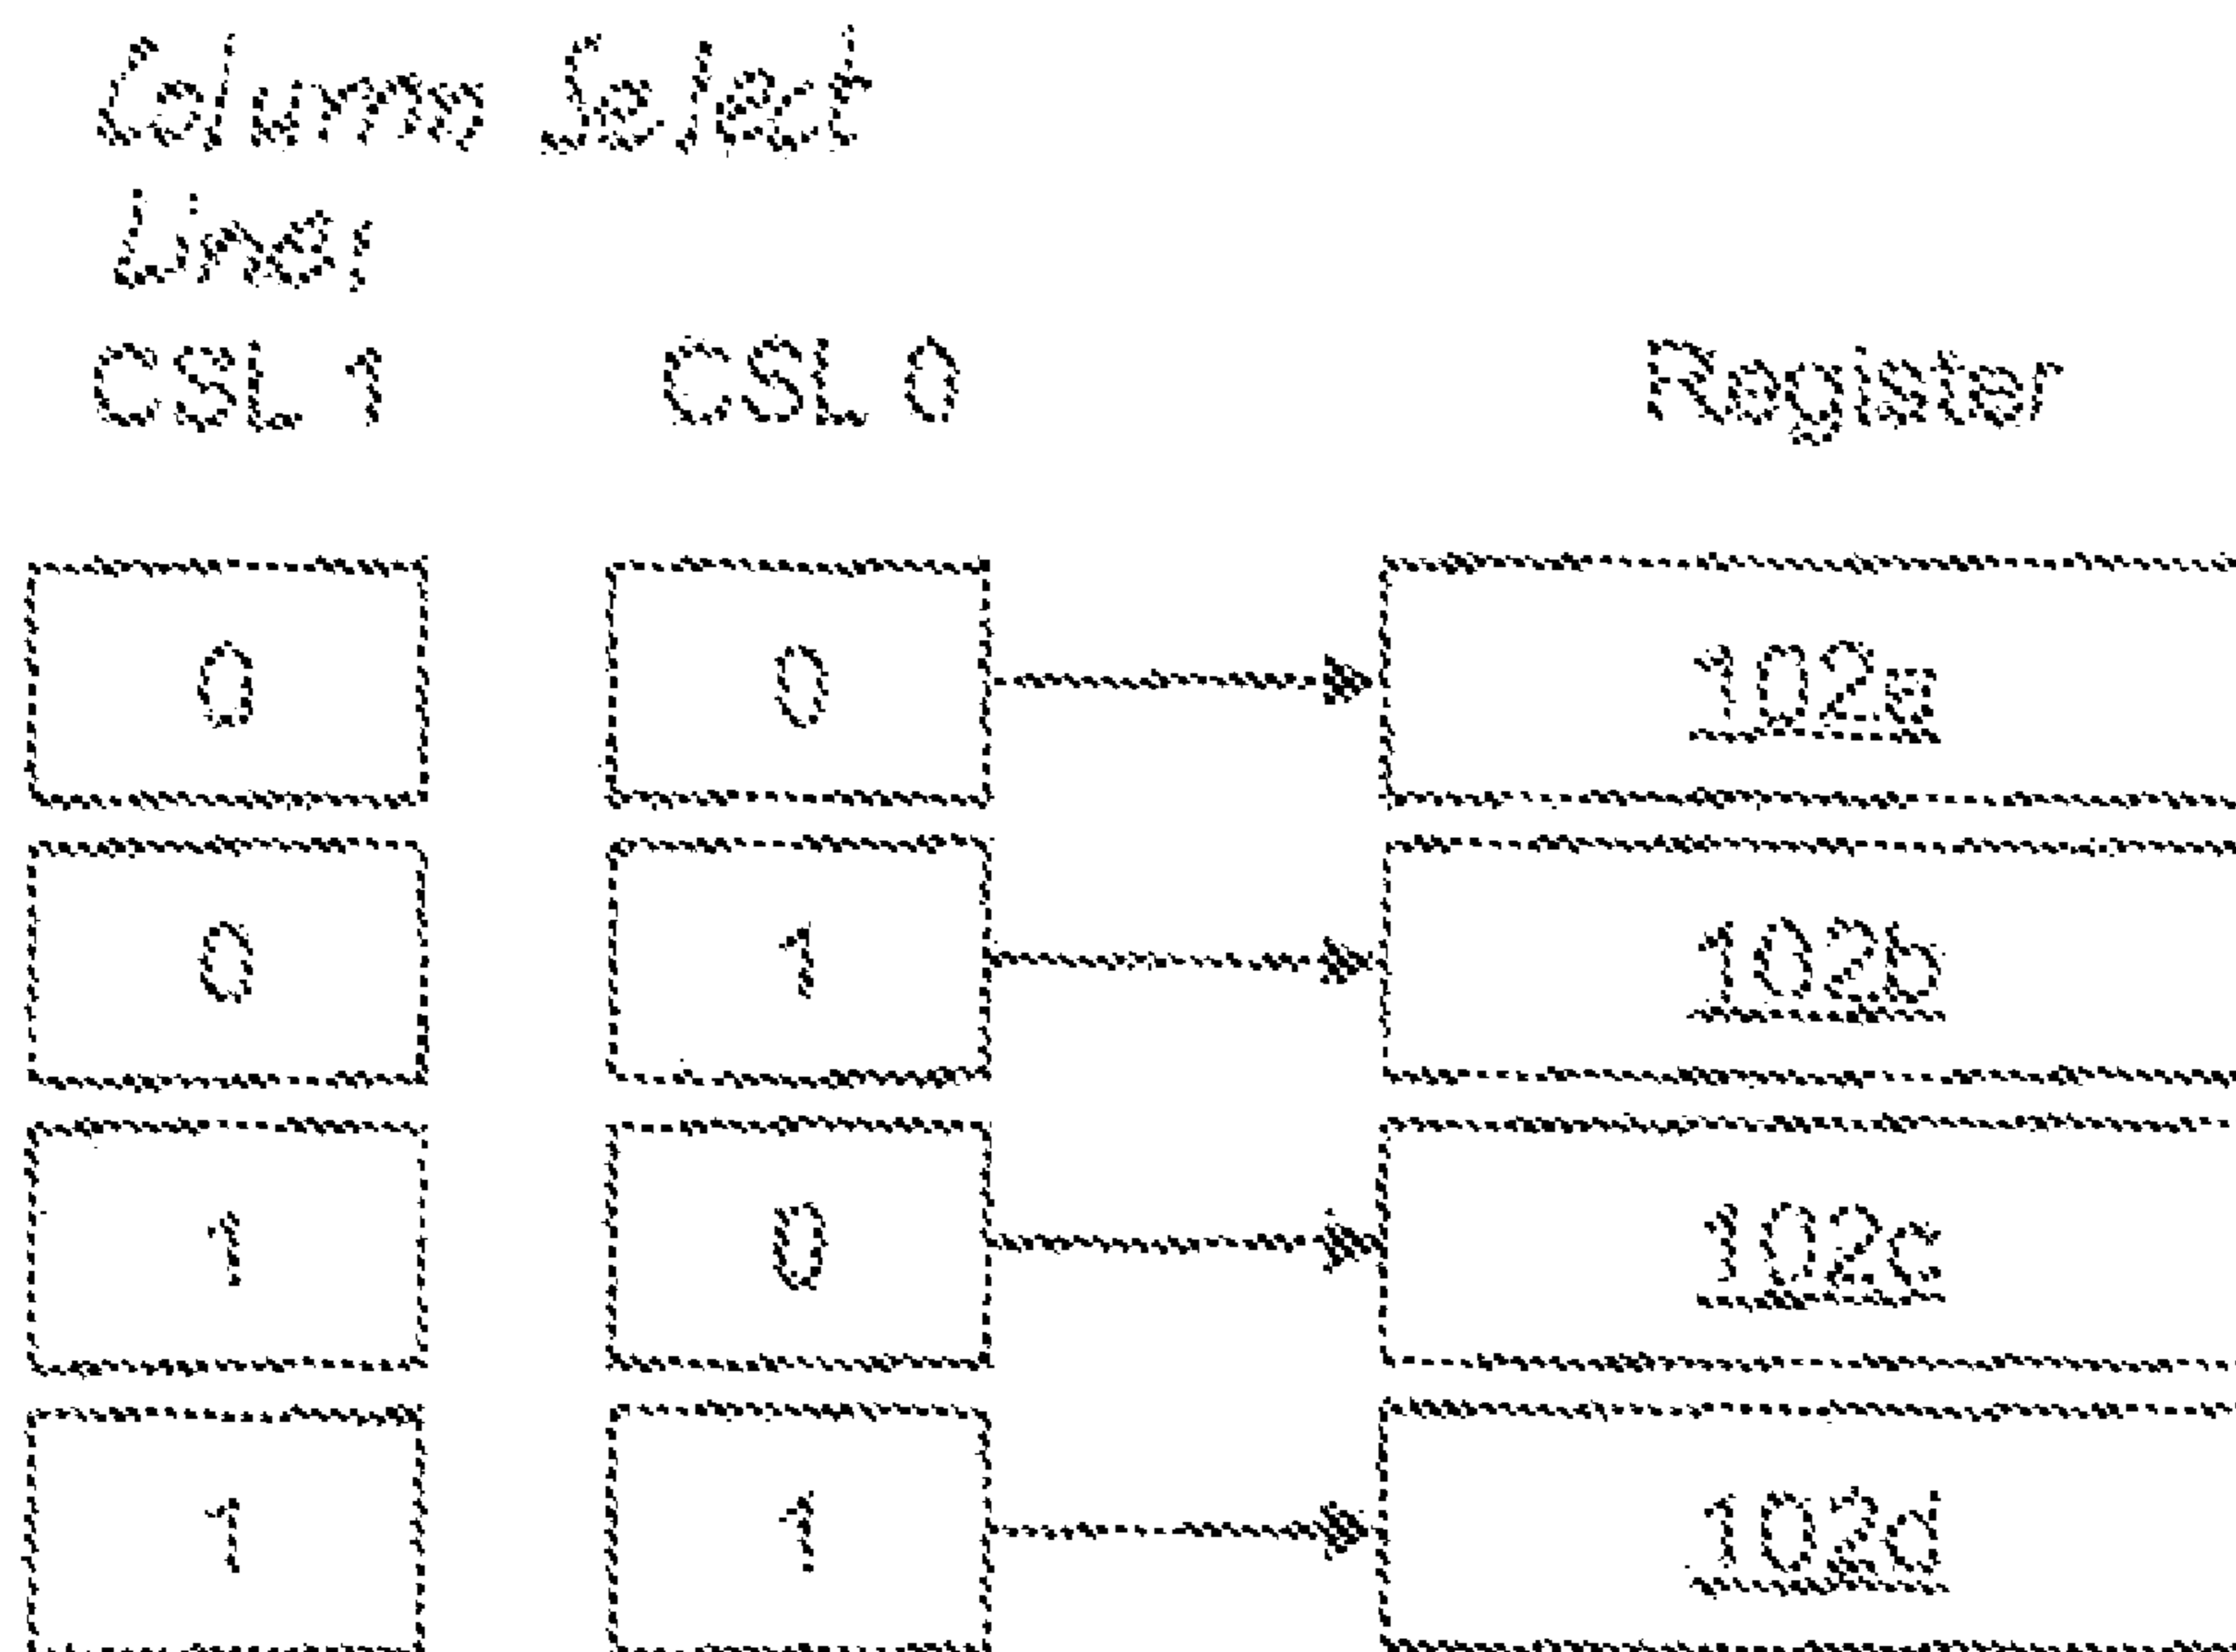 Column Select
Line;
CSL 1 CSL 0 Register
0 0 102a
0 1 102b
1 0 102c
1 1 102d